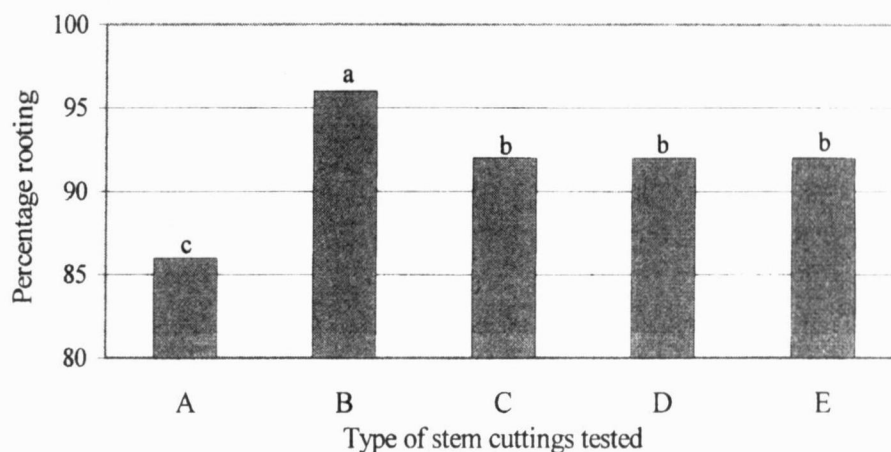 100
95
90
85
80
Percentage rooting
c
a
b
b
b
A B C D E
Type of stem cuttings tested